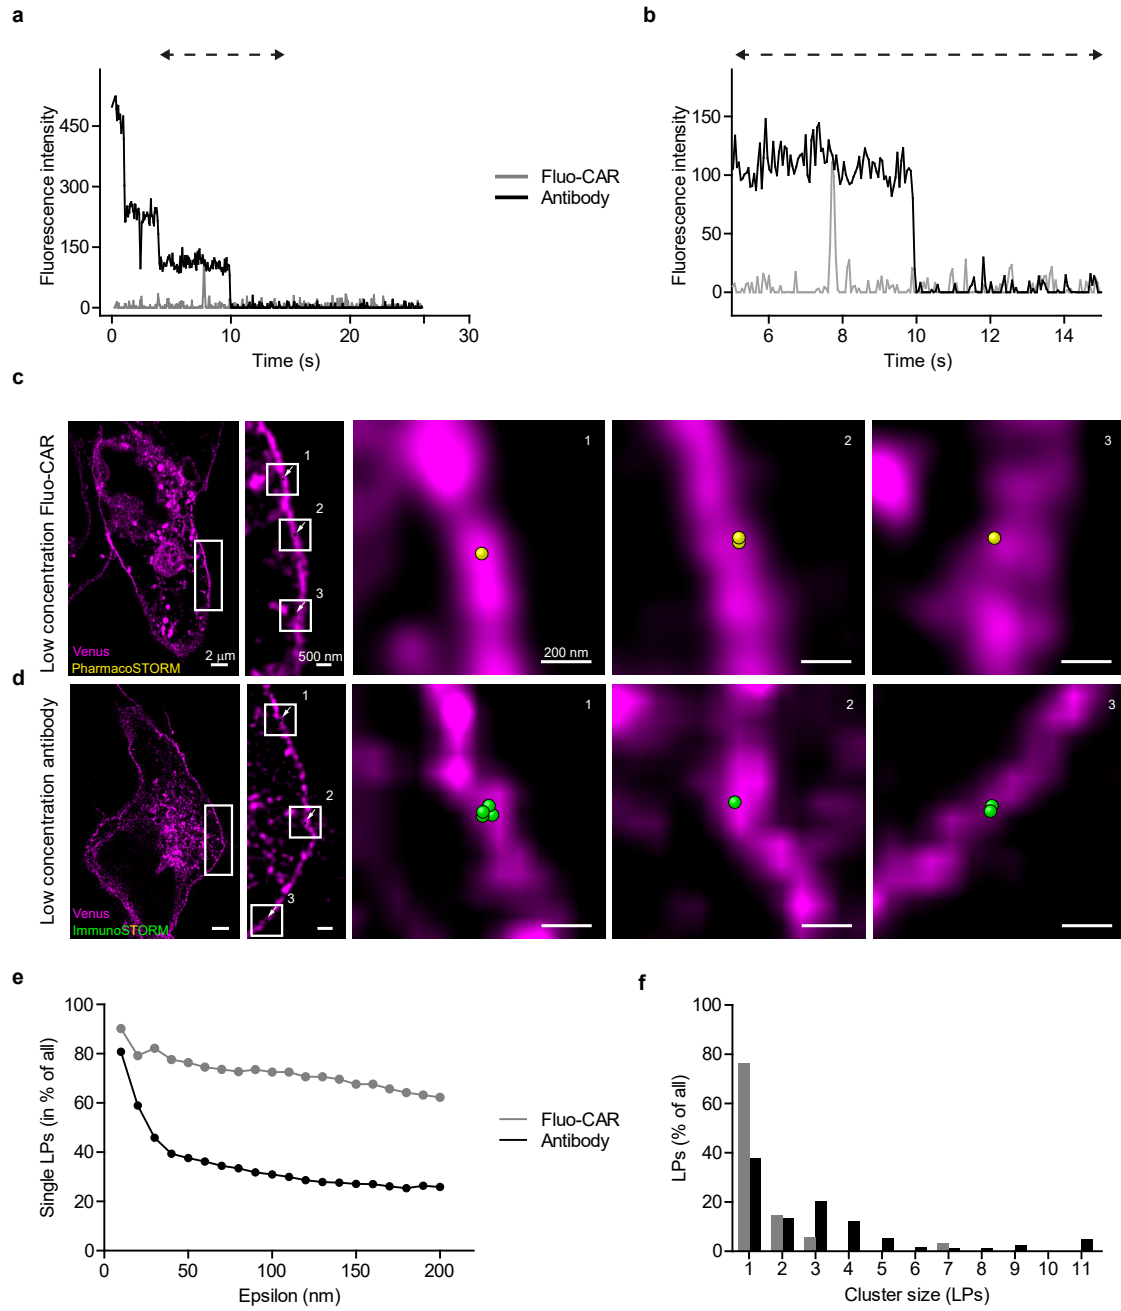 a
Fluorescence intensity
450
300
150
0
0
10
20
30
Time (s)
Fluo-CAR
Antibody
b
Fluorescence intensity
150
100
50
0
6
8
10
12
14
Time (s)
c
Low concentration Fluo-CAR
Venus
PharmacoSTORM
2 μm
1
2
3
500 nm
1
200 nm
2
3
d
Low concentration antibody
Venus
ImmunoSTORM
1
2
3
1
2
3
e
Single LPs (in % of all)
100
80
60
40
20
0
0
50
100
150
200
Epsilon (nm)
Fluo-CAR
Antibody
f
LPs (% of all)
100
80
60
40
20
0
1
2
3
4
5
6
7
8
9
10
11
Cluster size (LPs)